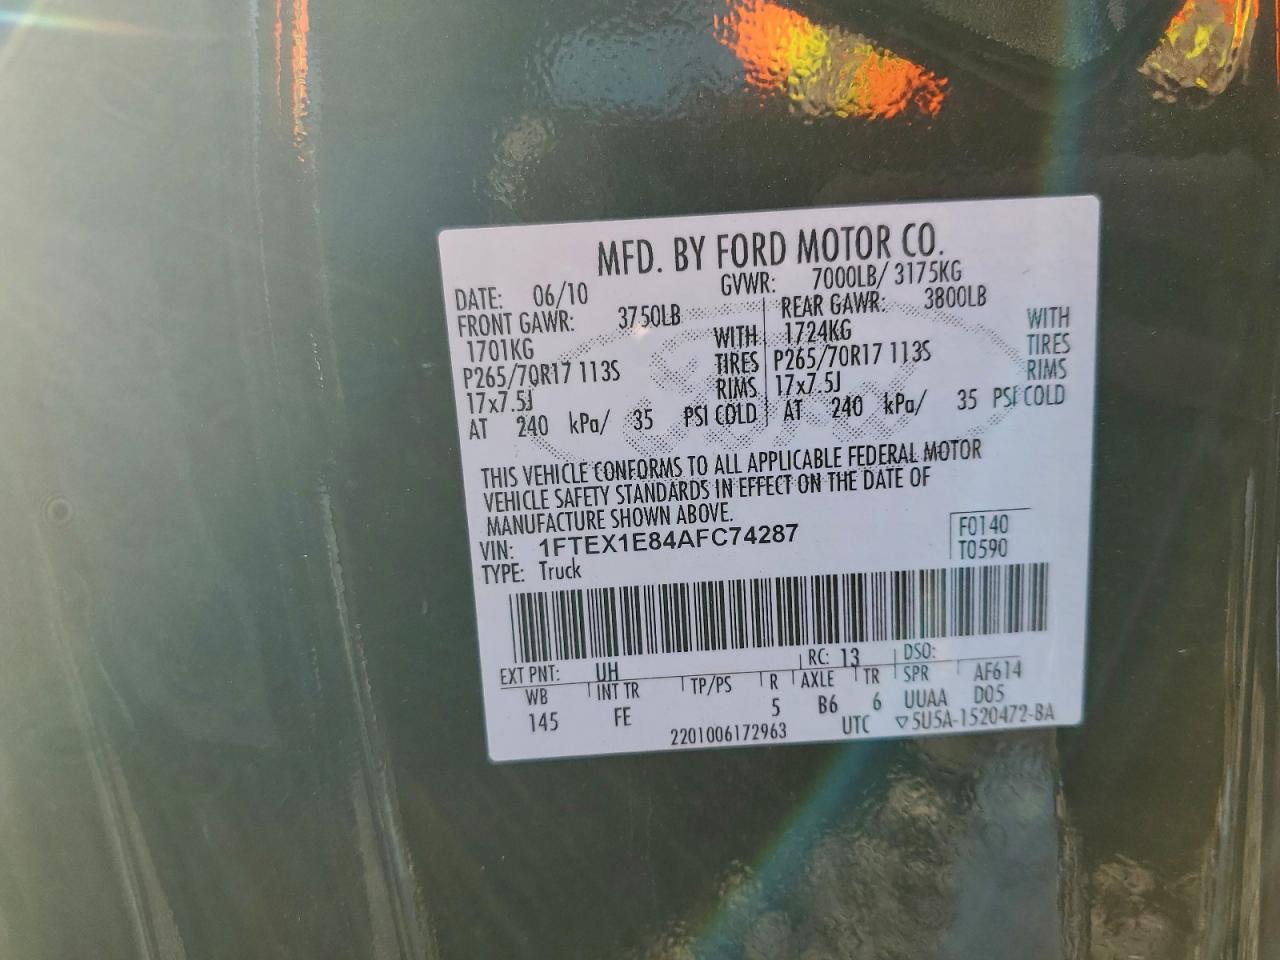 MFD. BY FORD MOTOR CO.
DATE: 06/10 GVWR: 7000LB/ 3175KG
FRONT GAWR: 3750LB REAR GAWR: 3800LB
1701KG WITH 1724KG WITH
P265/70R17 113S TIRES P265/70R17 113S TIRES
17x7.5J RIMS 17x7.5J RIMS
AT 240 kPa/ 35 PSI COLD AT 240 kPa/ 35 PSI COLD
THIS VEHICLE CONFORMS TO ALL APPLICABLE FEDERAL MOTOR
VEHICLE SAFETY STANDARDS IN EFFECT ON THE DATE OF
MANUFACTURE SHOWN ABOVE.
VIN: 1FTEX1E84AFC74287 F0140
TYPE: Truck T0590
EXT PNT: UH RC: 13 DSO:
WB INT TR TP/PS R AXLE TR SPR AF614
145 FE 5 B6 6 UUAA D05
2201006172963 UTC ▽5U5A-1520472-BA